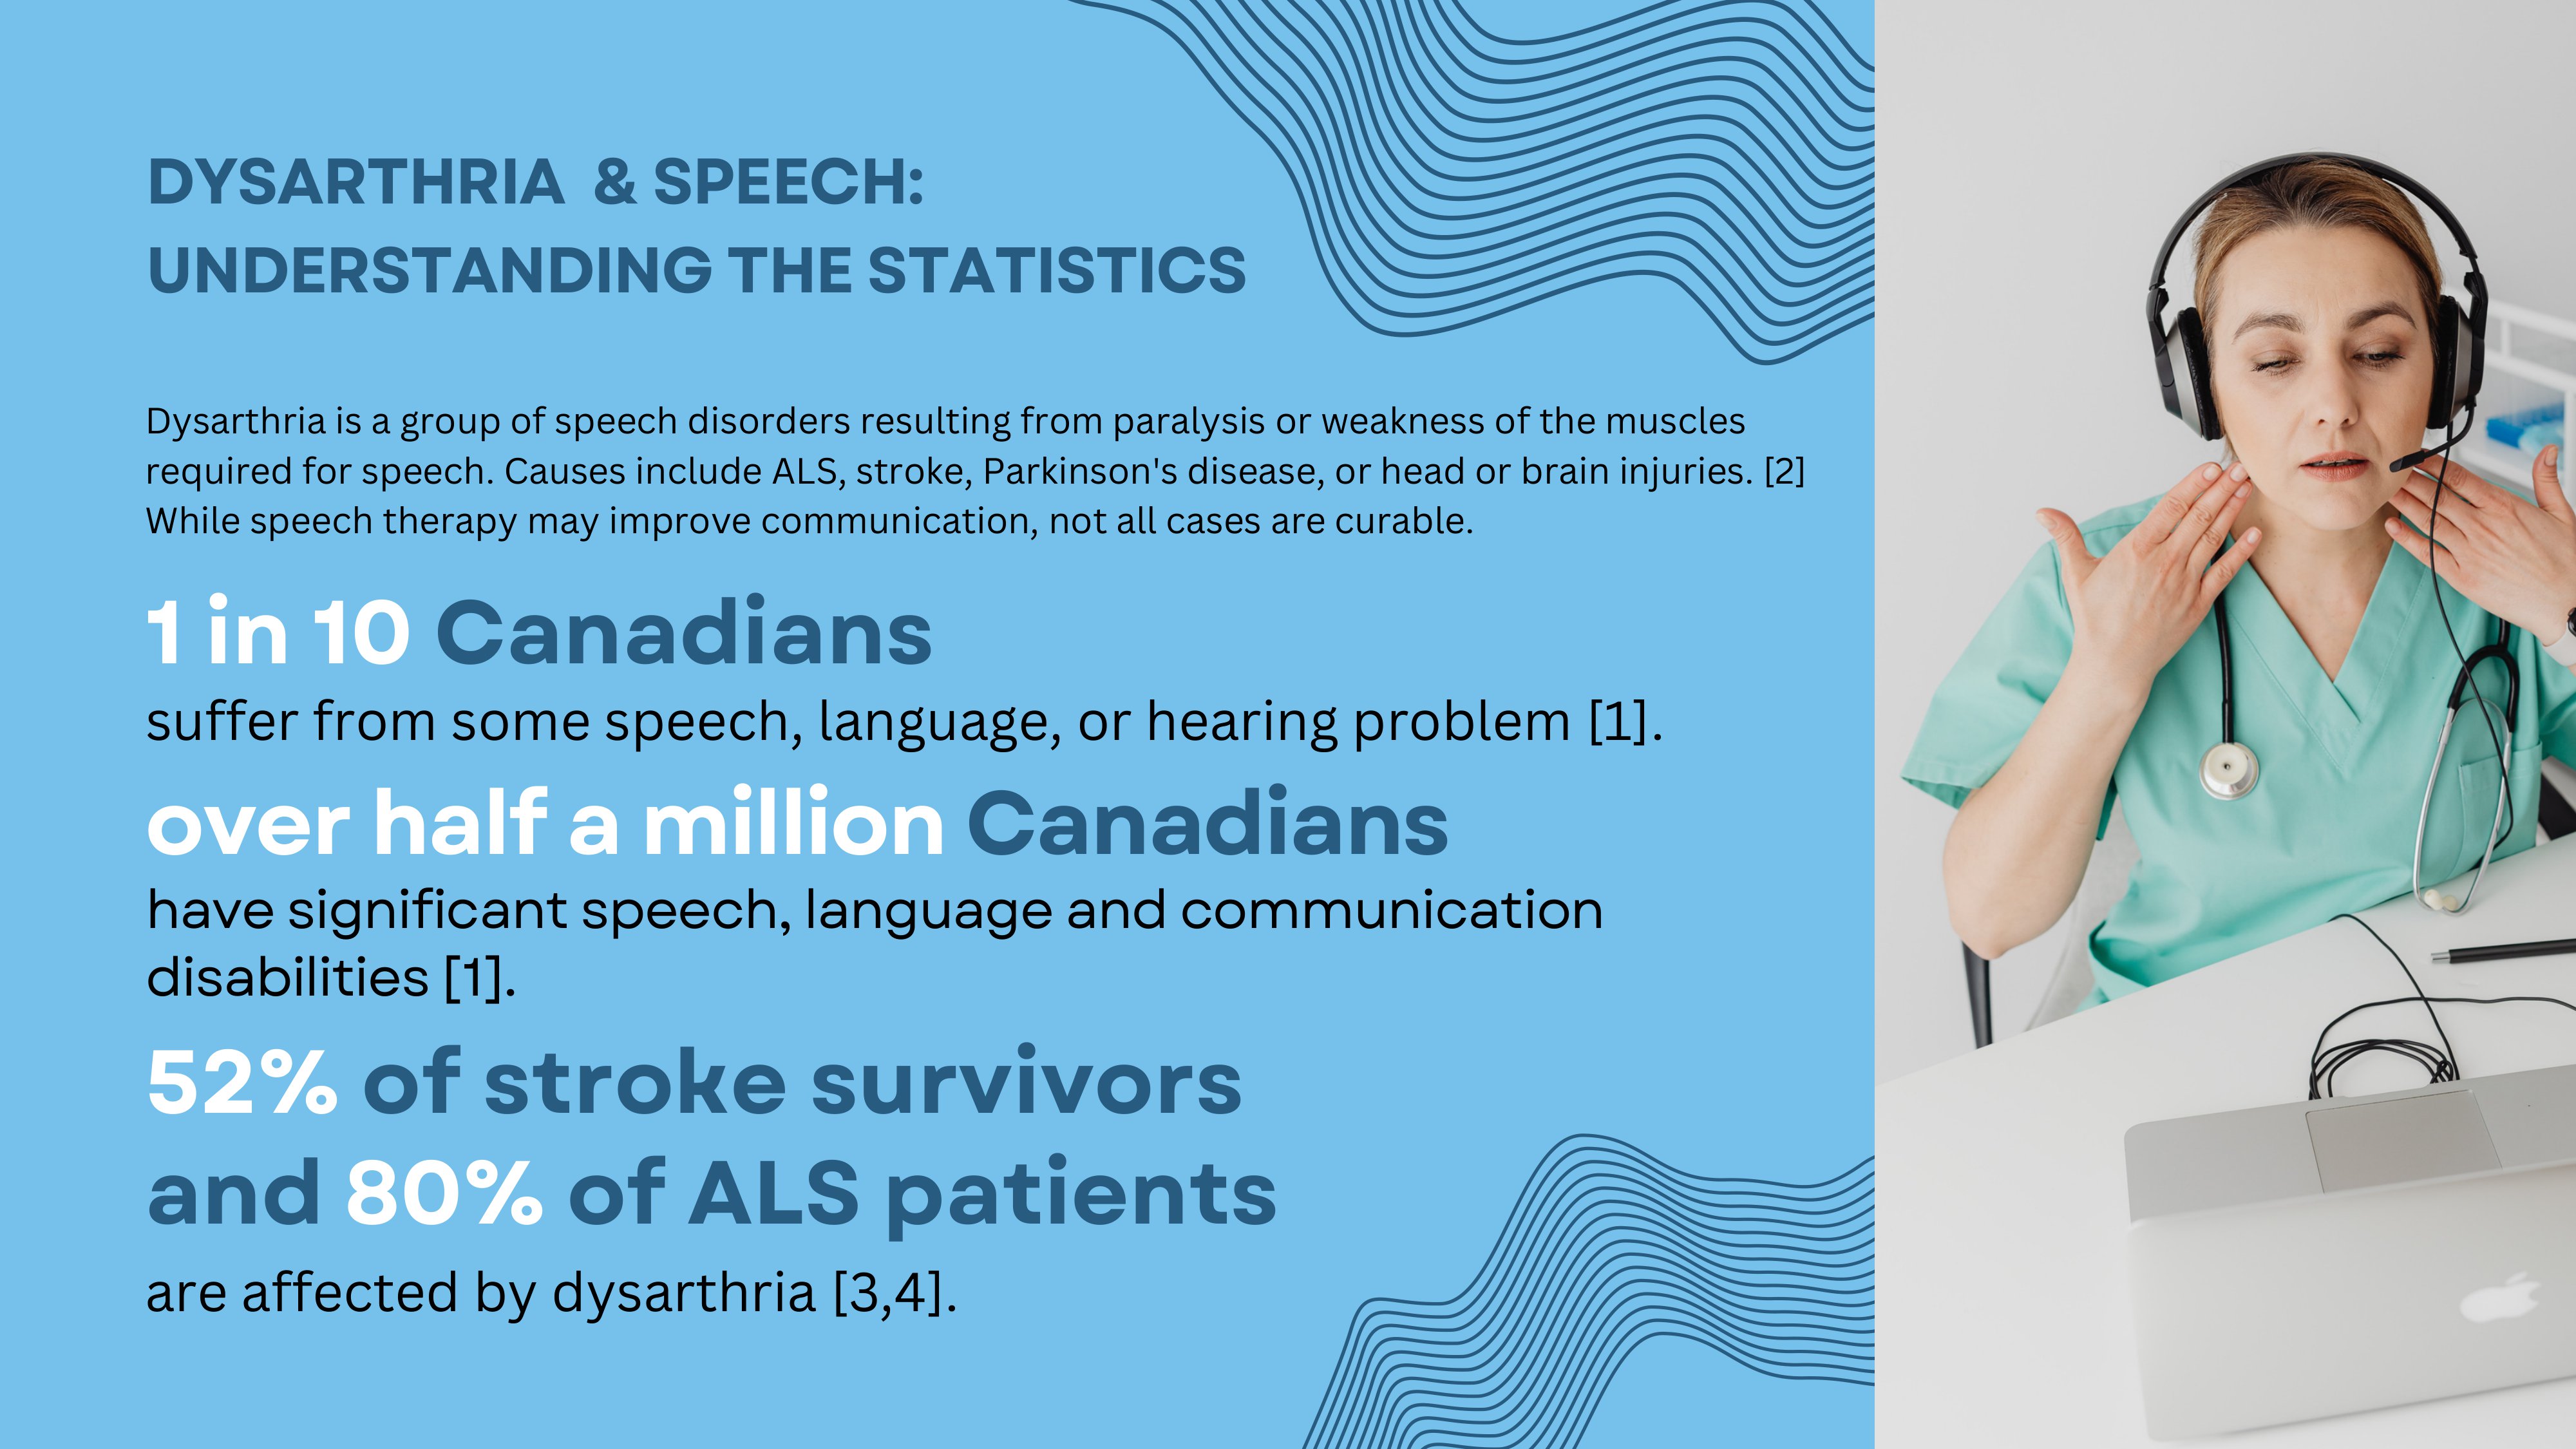 DYSARTHRIA & SPEECH:
UNDERSTANDING THE STATISTICS
Dysarthria is a group of speech disorders resulting from paralysis or weakness of the muscles
required for speech. Causes include ALS, stroke, Parkinson's disease, or head or brain injuries. [2]
While speech therapy may improve communication, not all cases are curable.
1 in 10 Canadians
suffer from some speech, language, or hearing problem [1].
over half a million Canadians
have significant speech, language and communication
disabilities [1].
52% of stroke survivors
and 80% of ALS patients
are affected by dysarthria [3,4].